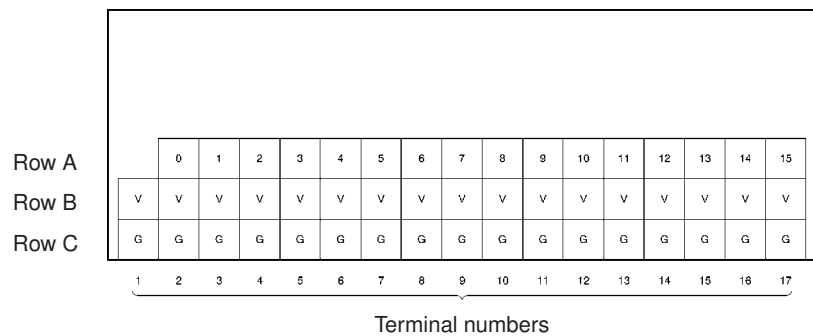 Row A 0 1 2 3 4 5 6 7 8 9 10 11 12 13 14 15
Row B V V V V V V V V V V V V V V V V V
Row C G G G G G G G G G G G G G G G G G
1 2 3 4 5 6 7 8 9 10 11 12 13 14 15 16 17
Terminal numbers